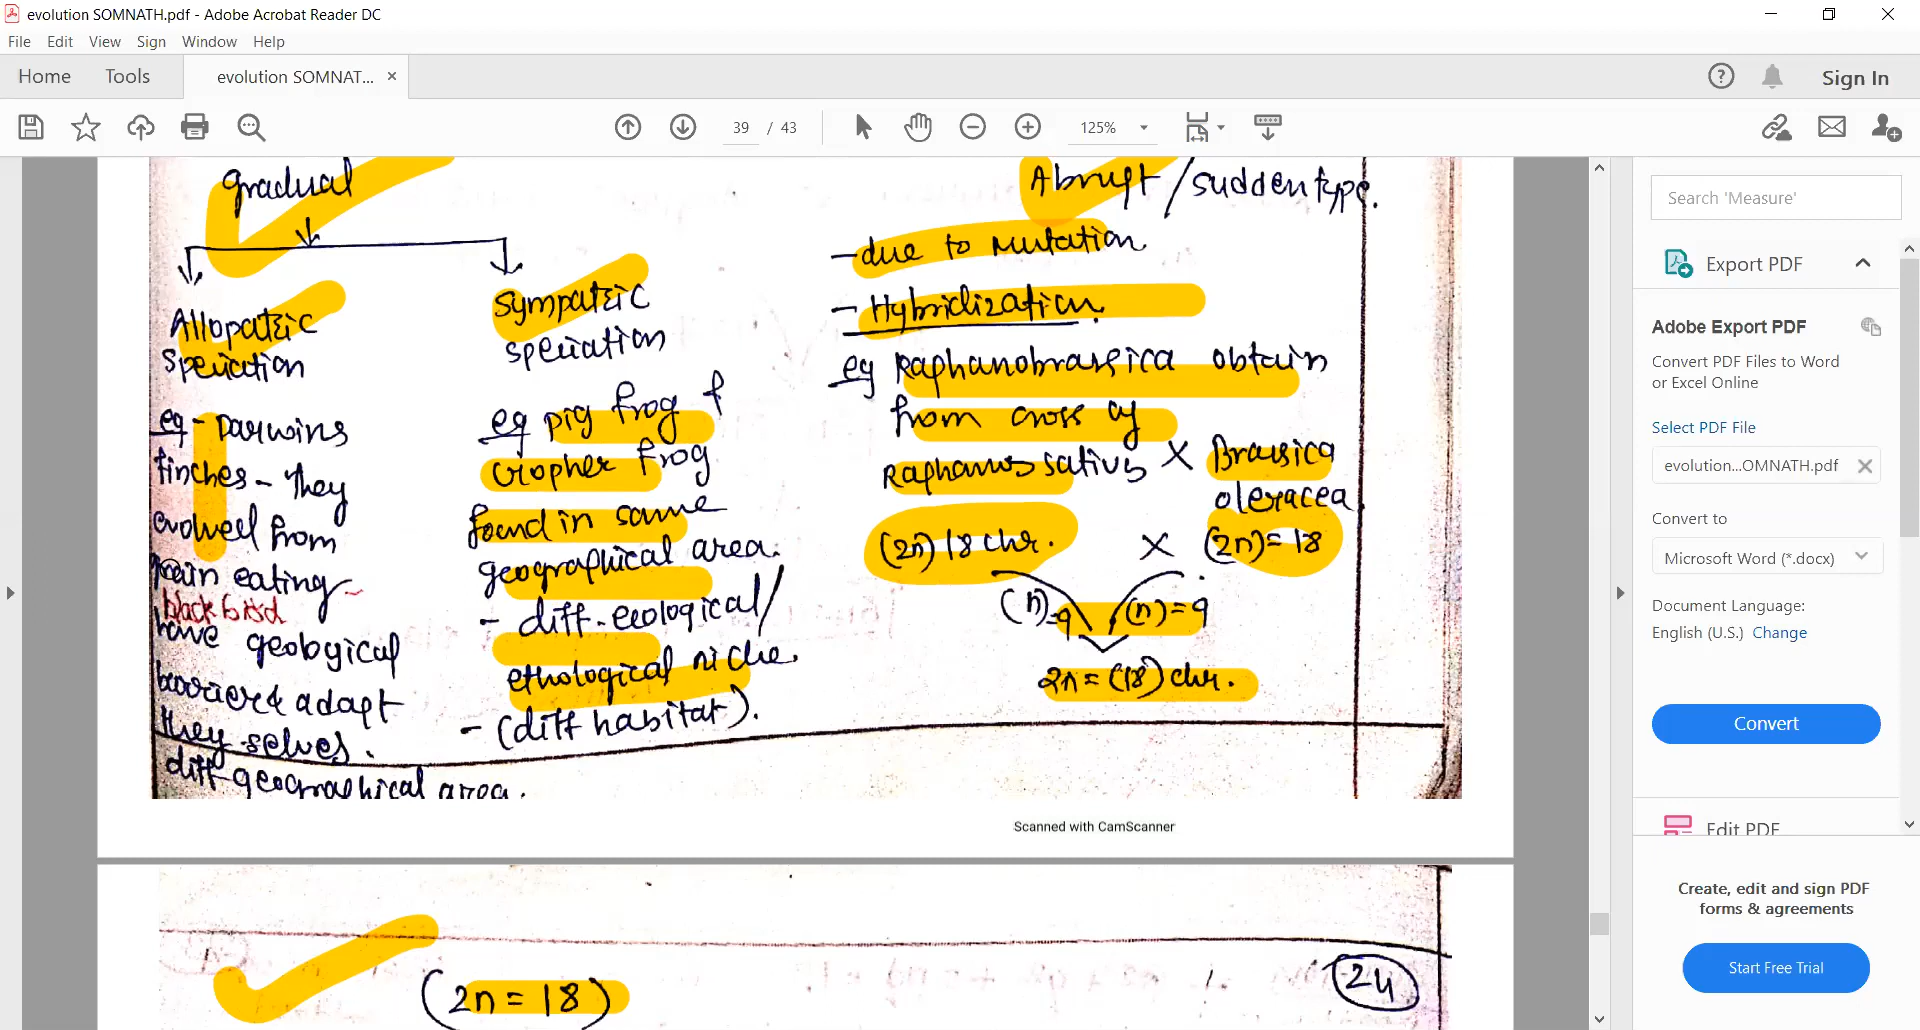 evolution SOMNATH.pdf - Adobe Acrobat Reader DC
File Edit View Sign Window Help
Home Tools evolution SOMNAT... × Sign In
39 / 43 125%
gradual
Allopatric
speciation
eg - Darwins
finches - They
evolved from
eating
black bird
have geological
barrier & adapt
they selves.
diff geographical area.
sympatric
speciation
eg pig frog f
Gropher frog
found in same
geographical area.
- diff. ecological/
ethological niche.
- (diff habitat).
Abrupt / sudden type.
- due to Mutation
- Hybridization.
eg Raphanobrassica obtain
from cross of
Raphanus sativus × Brassica
oleracea
(2n) 18 chr. × (2n) = 18
(n)=9 (n)=9
2n = (18) chr.
Scanned with CamScanner
(2n = 18)
24
Search 'Measure'
Export PDF
Adobe Export PDF
Convert PDF Files to Word
or Excel Online
Select PDF File
evolution...OMNATH.pdf
Convert to
Microsoft Word (*.docx)
Document Language:
English (U.S.) Change
Convert
Edit PDF
Create, edit and sign PDF
forms & agreements
Start Free Trial